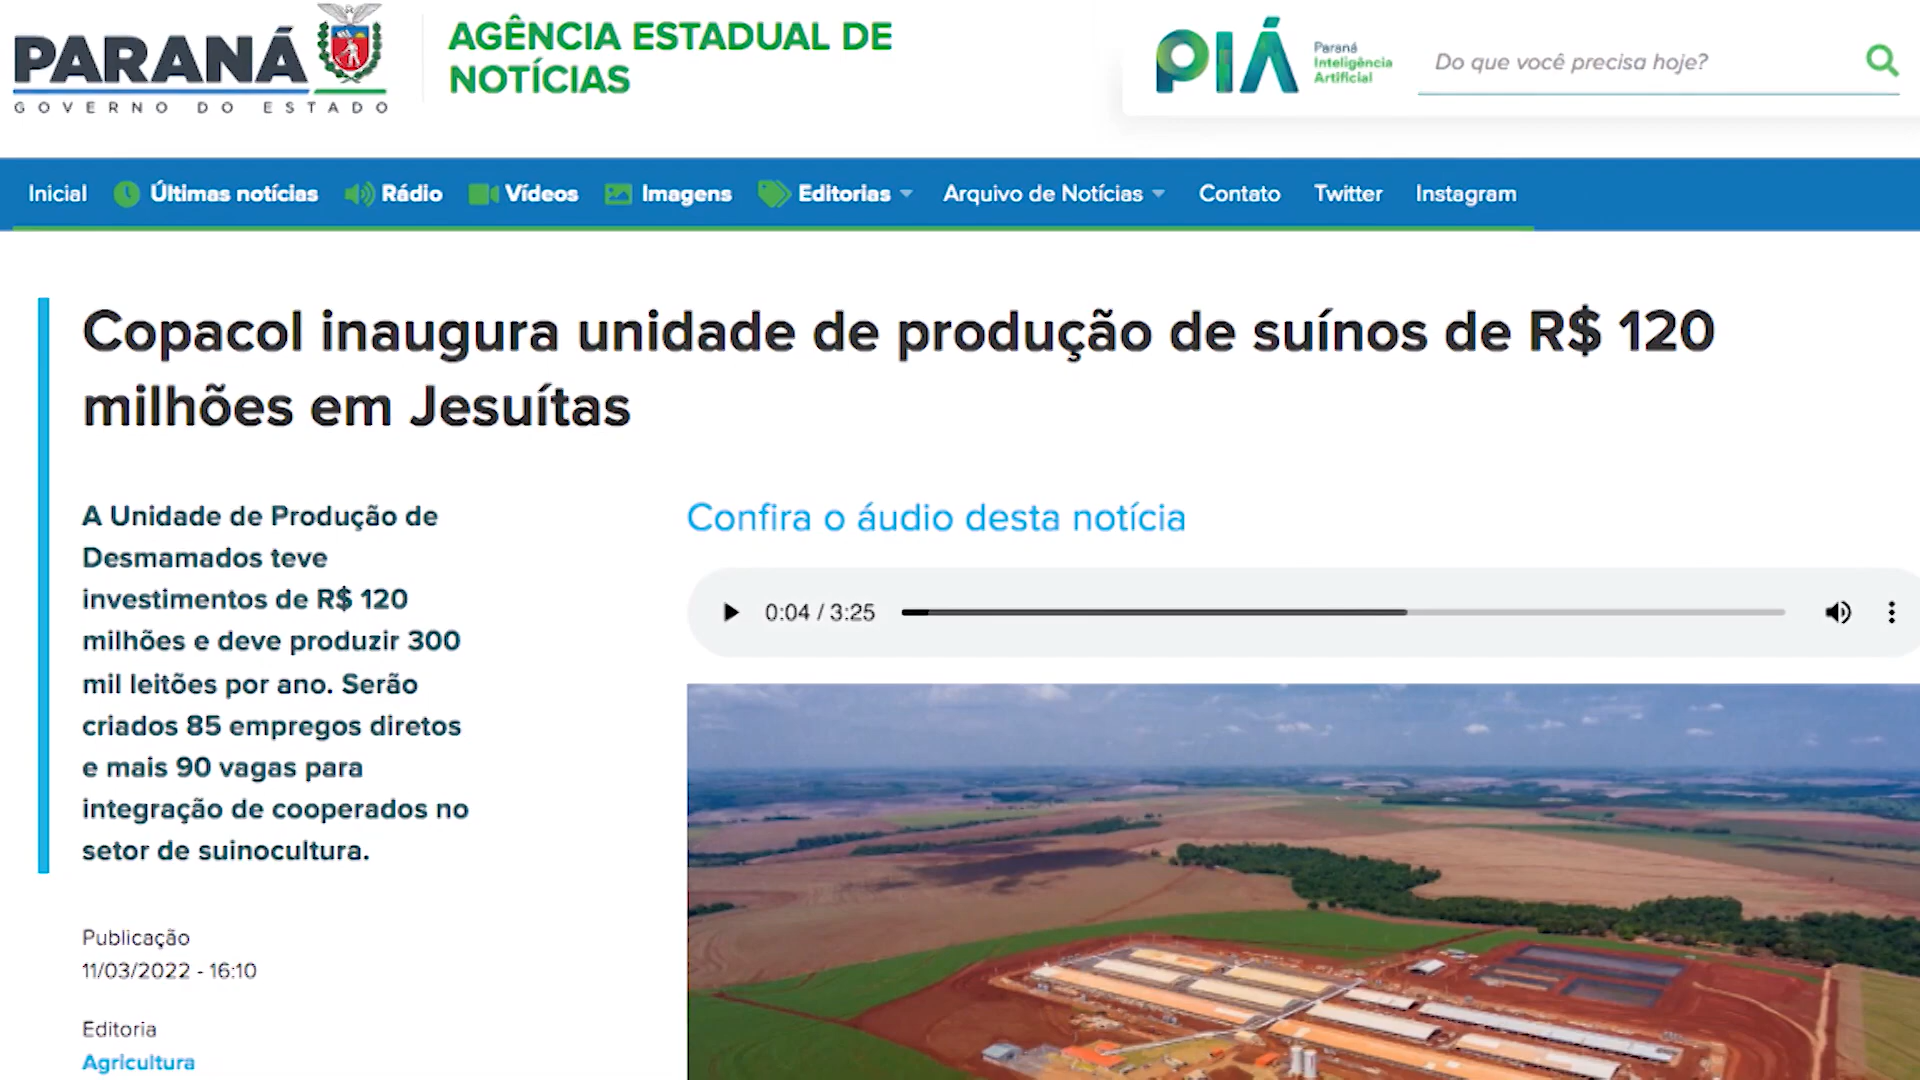 PARANÁ
GOVERNO DO ESTADO
AGÊNCIA ESTADUAL DE
NOTÍCIAS
PIÁ
Paraná
Inteligência
Artificial
Do que você precisa hoje?
Inicial Últimas notícias Rádio Vídeos Imagens Editorias Arquivo de Notícias Contato Twitter Instagram
Copacol inaugura unidade de produção de suínos de R$ 120
milhões em Jesuítas
A Unidade de Produção de
Desmamados teve
investimentos de R$ 120
milhões e deve produzir 300
mil leitões por ano. Serão
criados 85 empregos diretos
e mais 90 vagas para
integração de cooperados no
setor de suinocultura.
Publicação
11/03/2022 - 16:10
Editoria
Agricultura
Confira o áudio desta notícia
0:04 / 3:25